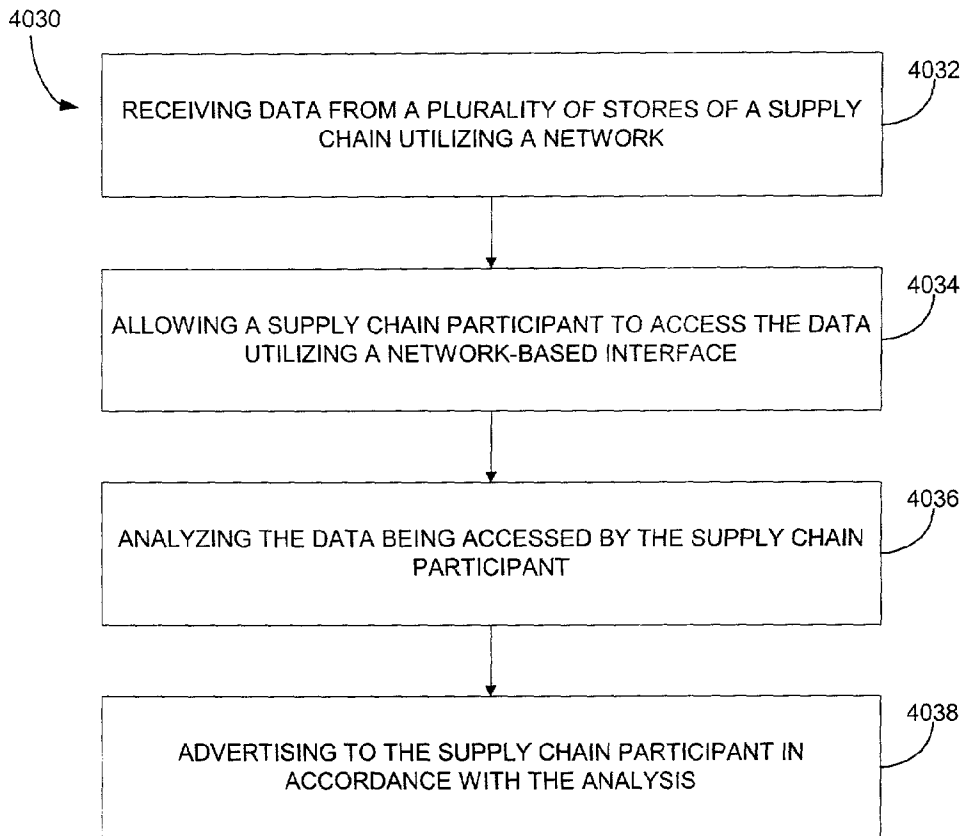 4030
4032
RECEIVING DATA FROM A PLURALITY OF STORES OF A SUPPLY
CHAIN UTILIZING A NETWORK
4034
ALLOWING A SUPPLY CHAIN PARTICIPANT TO ACCESS THE DATA
UTILIZING A NETWORK-BASED INTERFACE
4036
ANALYZING THE DATA BEING ACCESSED BY THE SUPPLY CHAIN
PARTICIPANT
4038
ADVERTISING TO THE SUPPLY CHAIN PARTICIPANT IN
ACCORDANCE WITH THE ANALYSIS